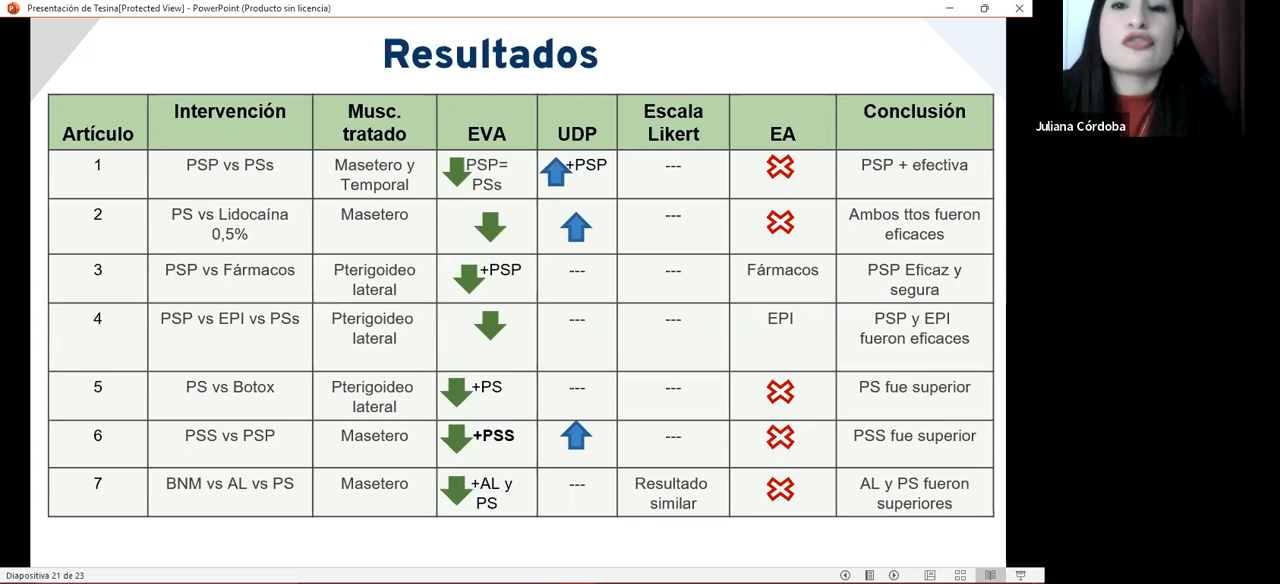 Presentación de Tesina[Protected View] - PowerPoint (Producto sin licencia)
Resultados
Artículo Intervención Musc. tratado EVA UDP Escala Likert EA Conclusión
1 PSP vs PSs Masetero y Temporal PSP= PSs +PSP --- PSP + efectiva
2 PS vs Lidocaína 0,5% Masetero --- Ambos ttos fueron eficaces
3 PSP vs Fármacos Pterigoideo lateral +PSP --- --- Fármacos PSP Eficaz y segura
4 PSP vs EPI vs PSs Pterigoideo lateral --- --- EPI PSP y EPI fueron eficaces
5 PS vs Botox Pterigoideo lateral +PS --- --- PS fue superior
6 PSS vs PSP Masetero +PSS --- PSS fue superior
7 BNM vs AL vs PS Masetero +AL y PS --- Resultado similar AL y PS fueron superiores
Juliana Córdoba
Diapositiva 21 de 23